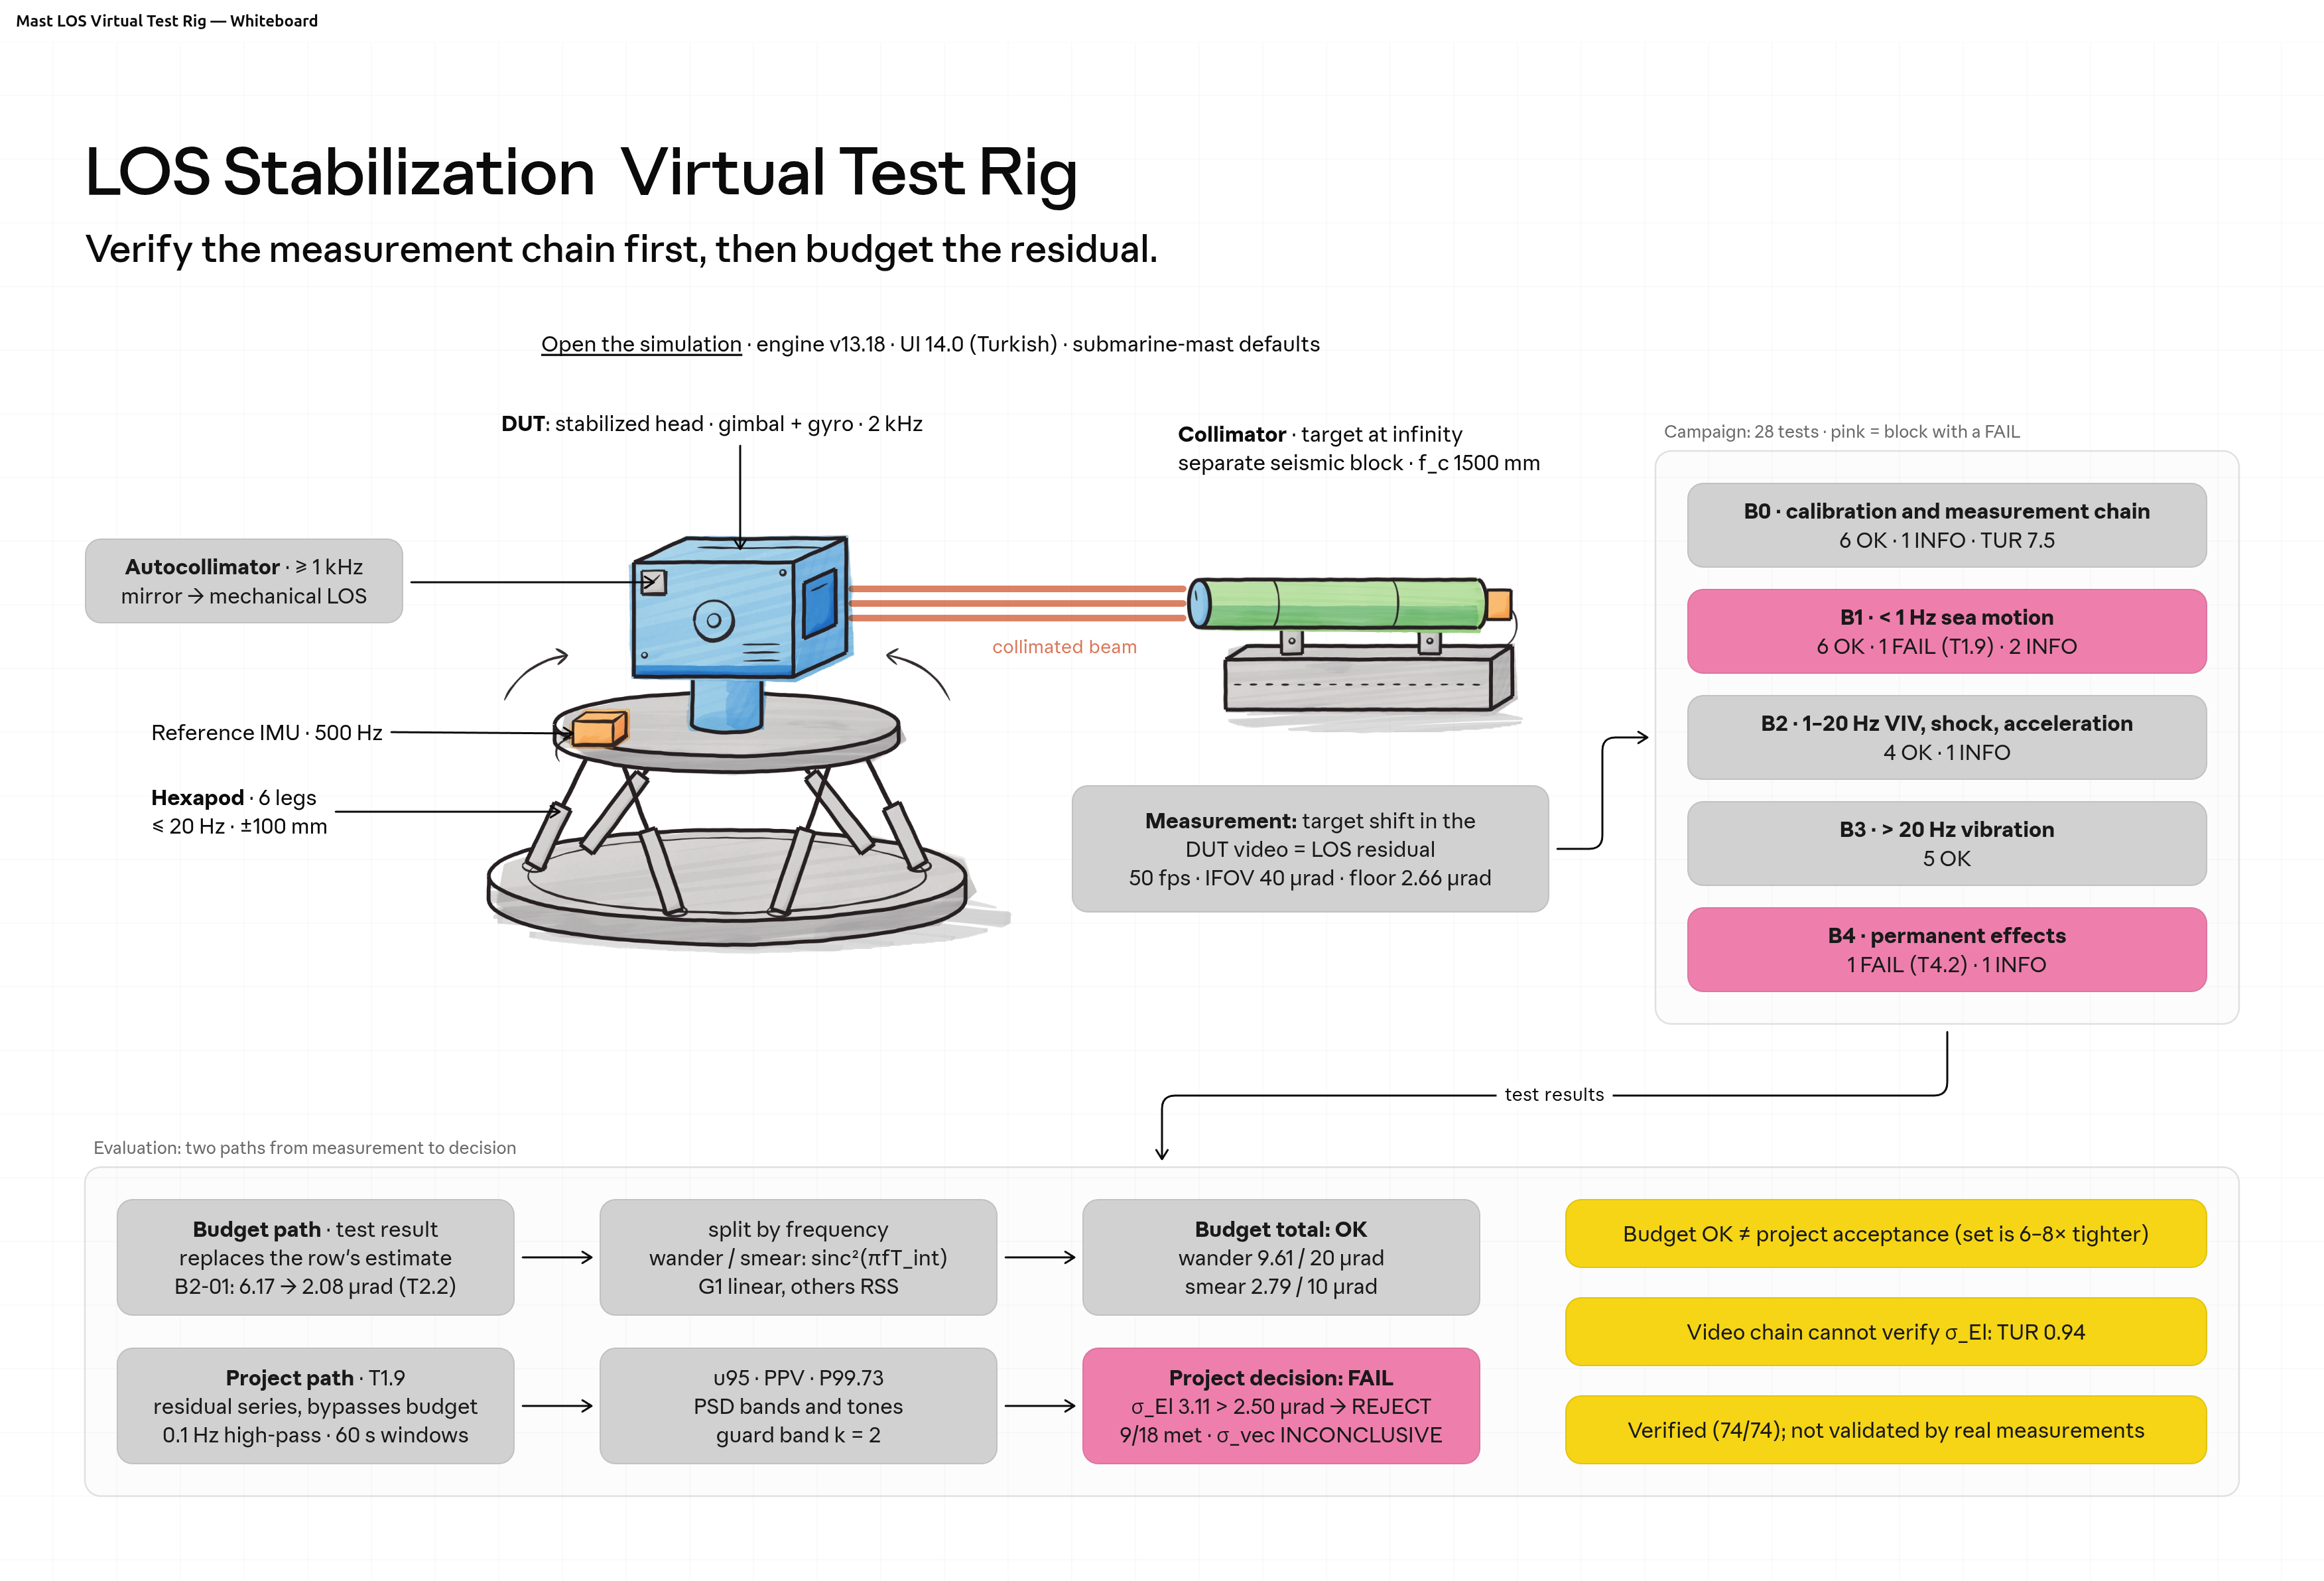 Mast LOS Virtual Test Rig — Whiteboard
LOS Stabilization Virtual Test Rig
Verify the measurement chain first, then budget the residual.
Open the simulation · engine v13.18 · UI 14.0 (Turkish) · submarine-mast defaults
DUT: stabilized head · gimbal + gyro · 2 kHz
Collimator · target at infinity
separate seismic block · f_c 1500 mm
Autocollimator · ≥ 1 kHz
mirror → mechanical LOS
collimated beam
Reference IMU · 500 Hz
Hexapod · 6 legs
≤ 20 Hz · ±100 mm
Measurement: target shift in the
DUT video = LOS residual
50 fps · IFOV 40 µrad · floor 2.66 µrad
Campaign: 28 tests · pink = block with a FAIL
B0 · calibration and measurement chain
6 OK · 1 INFO · TUR 7.5
B1 · < 1 Hz sea motion
6 OK · 1 FAIL (T1.9) · 2 INFO
B2 · 1–20 Hz VIV, shock, acceleration
4 OK · 1 INFO
B3 · > 20 Hz vibration
5 OK
B4 · permanent effects
1 FAIL (T4.2) · 1 INFO
test results
Evaluation: two paths from measurement to decision
Budget path · test result
replaces the row's estimate
B2-01: 6.17 → 2.08 µrad (T2.2)
split by frequency
wander / smear: sinc²(πfT_int)
G1 linear, others RSS
Budget total: OK
wander 9.61 / 20 µrad
smear 2.79 / 10 µrad
Budget OK ≠ project acceptance (set is 6–8× tighter)
Video chain cannot verify σ_El: TUR 0.94
Verified (74/74); not validated by real measurements
Project path · T1.9
residual series, bypasses budget
0.1 Hz high-pass · 60 s windows
u95 · PPV · P99.73
PSD bands and tones
guard band k = 2
Project decision: FAIL
σ_El 3.11 > 2.50 µrad → REJECT
9/18 met · σ_vec INCONCLUSIVE